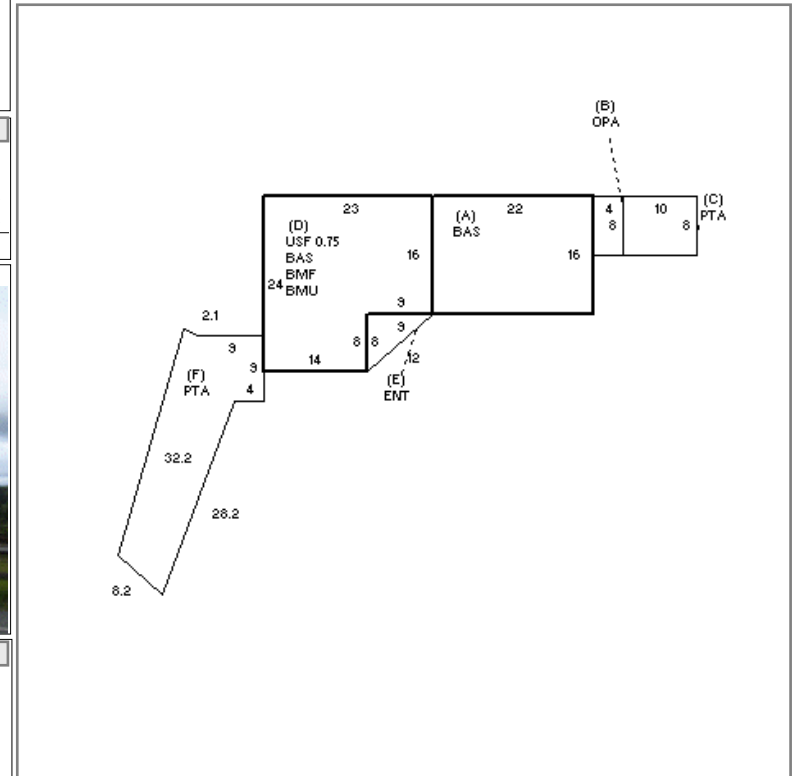 (B)
OPA
23
22
4
10
(C)
PTA
8
8
(A)
BAS
(D)
USF 0.75
BAS
BMF
BMU
16
16
24
9
2.1
9
9
8
8
12
14
9
4
(E)
ENT
(F)
PTA
32.2
28.2
8.2